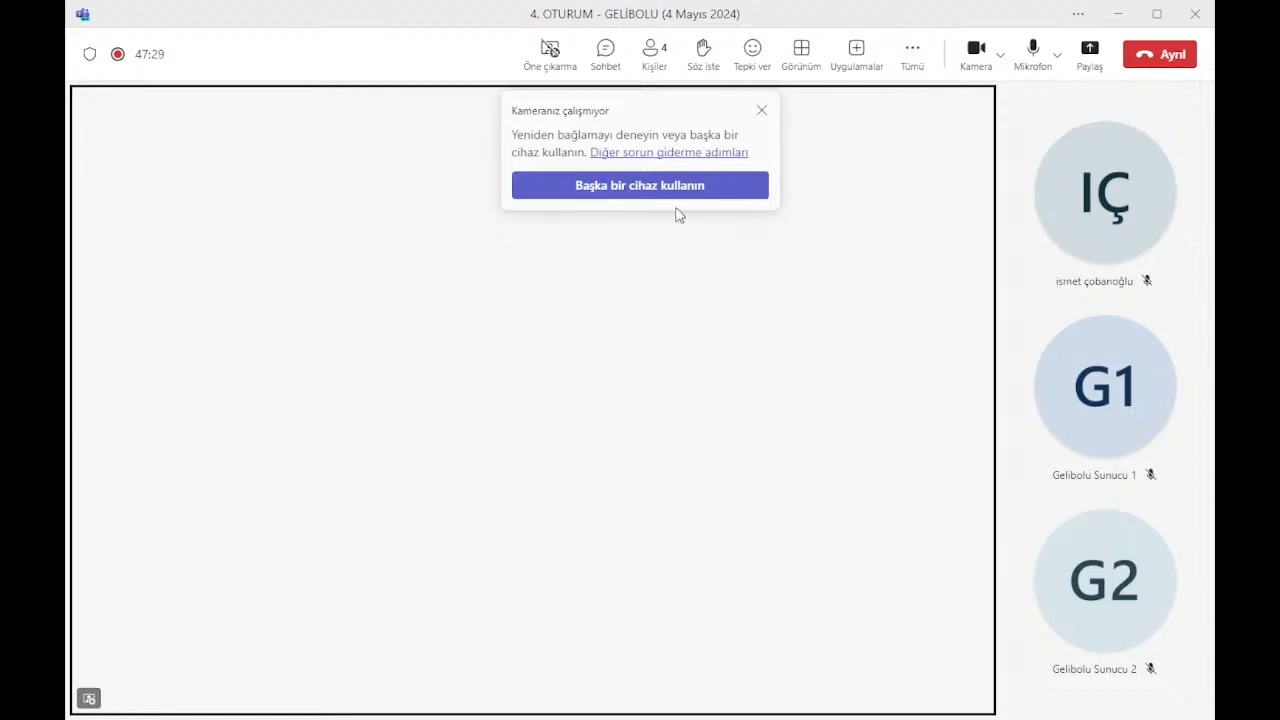 4. OTURUM - GELİBOLU (4 Mayıs 2024)
47:29
Öne çıkarma
Sohbet
4
Kişiler
Söz iste
Tepki ver
Görünüm
Uygulamalar
Tümü
Kamera
Mikrofon
Paylaş
Ayrıl
Kameranız çalışmıyor
Yeniden bağlamayı deneyin veya başka bir
cihaz kullanın. Diğer sorun giderme adımları
Başka bir cihaz kullanın
IÇ
ismet çobanoğlu
G1
Gelibolu Sunucu 1
G2
Gelibolu Sunucu 2